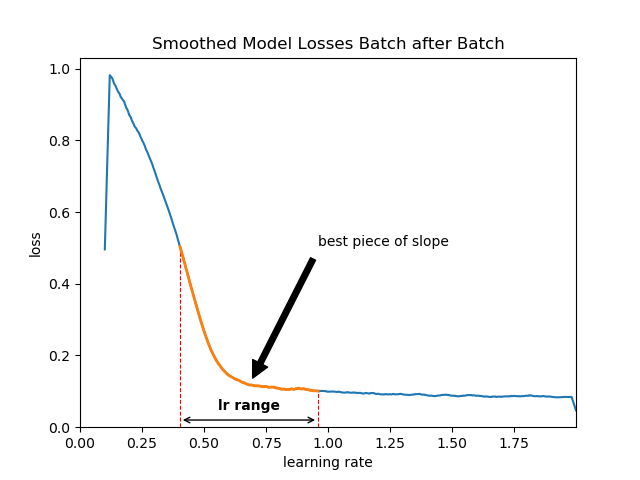 Smoothed Model Losses Batch after Batch
1.0
0.8
0.6
0.4
0.2
0.0
loss
best piece of slope
lr range
0.00 0.25 0.50 0.75 1.00 1.25 1.50 1.75
learning rate